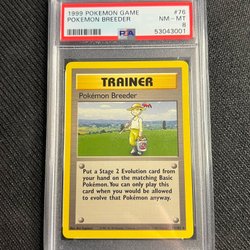 1999 POKEMON GAME #76
POKEMON BREEDER NM-MT
8
PSA 53043001
TRAINER
Pokémon Breeder
Put a Stage 2 Evolution card from
your hand on the matching Basic
Pokémon. You can only play this
card when you would be allowed
to evolve that Pokémon anyway.